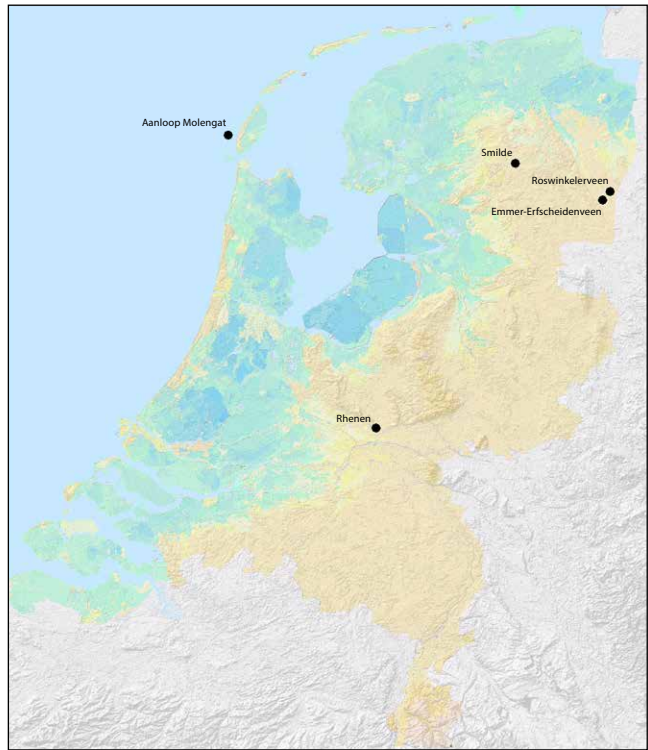 Aanloop Molengat
Smilde
Roswinkelerveen
Emmer-Erfscheidenveen
Rhenen